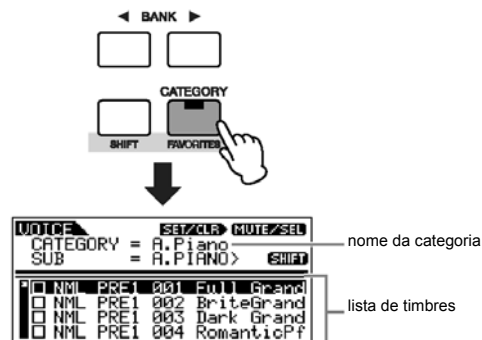 ◀ BANK ▶
CATEGORY
SHIFT
FAVORITES
VOICE SET/CLR MUTE/SEL
CATEGORY = A.Piano
nome da categoria
SUB = A.PIANO> SHIFT
NML PRE1 001 Full Grand
NML PRE1 002 BriteGrand
lista de timbres
NML PRE1 003 Dark Grand
NML PRE1 004 RomanticPf